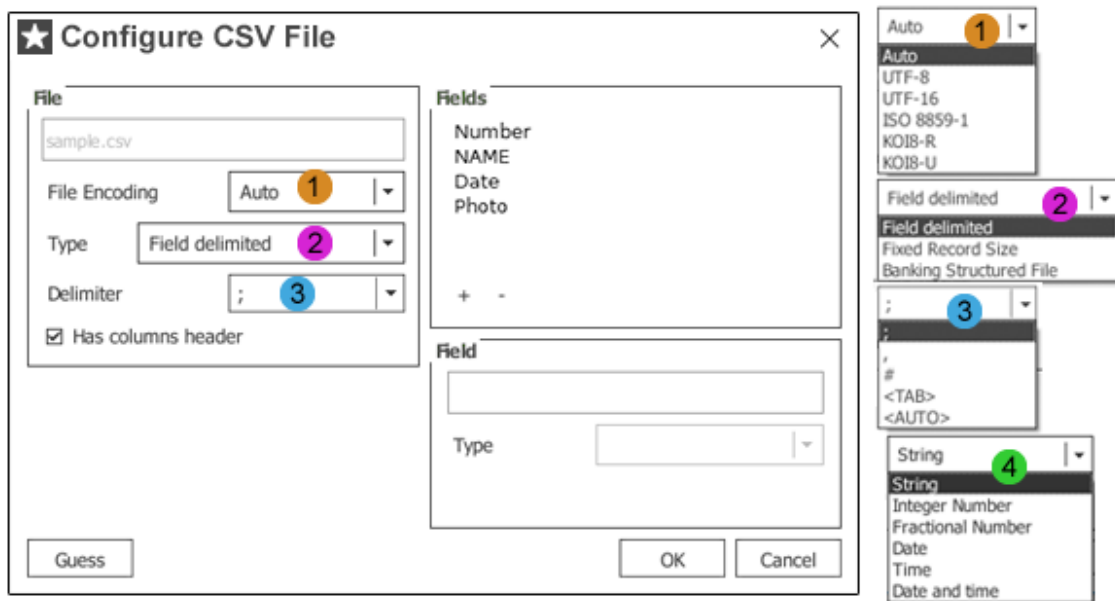 Configure CSV File
File
sample.csv
File Encoding Auto 1
Type Field delimited 2
Delimiter ; 3
Has columns header
Fields
Number
NAME
Date
Photo
+ -
Field
Type
Guess
OK
Cancel
Auto 1
Auto
UTF-8
UTF-16
ISO 8859-1
KOI8-R
KOI8-U
Field delimited 2
Field delimited
Fixed Record Size
Banking Structured File
; 3
;
,
#
<TAB>
<AUTO>
String 4
String
Integer Number
Fractional Number
Date
Time
Date and time